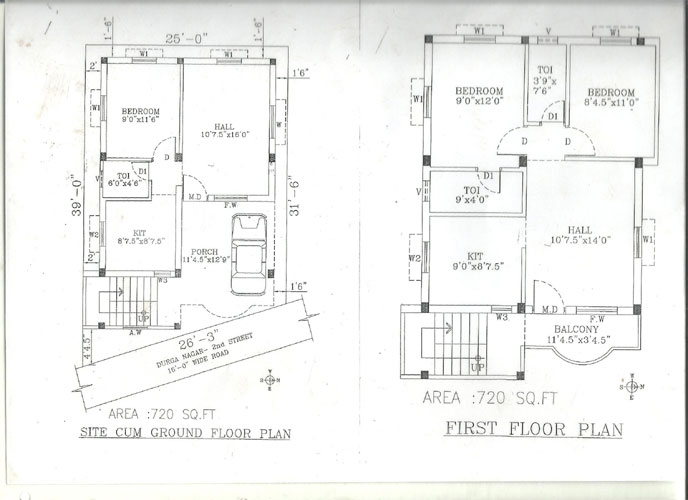 1'-6"
25'-0"
1'-6"
W1
W1
2'
1'6"
W1
BEDROOM
9'0"x11'6"
HALL
10'7.5"x16'0"
W
D
TOI
6'0"x4'6"
D1
V
39'-0"
31'-6"
M.D
F.W
W2
KIT
8'7.5"x8'7.5"
PORCH
11'4.5"x12'9"
2'
W3
1'6"
UP
A.W
4'4.5"
26'-3"
DURGA NAGAR- 2nd STREET
16'-0" WIDE ROAD
N
S
AREA :720 SQ.FT
SITE CUM GROUND FLOOR PLAN
W1
V
W1
TOI
3'9"x
7'6"
BEDROOM
9'0"x12'0"
BEDROOM
8'4.5"x11'0"
W1
D1
D
D
D1
V
TOI
9'x4'0"
HALL
10'7.5"x14'0"
W1
KIT
9'0"x8'7.5"
W2
W3
M.D
F.W
BALCONY
11'4.5"x3'4.5"
UP
AREA :720 SQ.FT
FIRST FLOOR PLAN